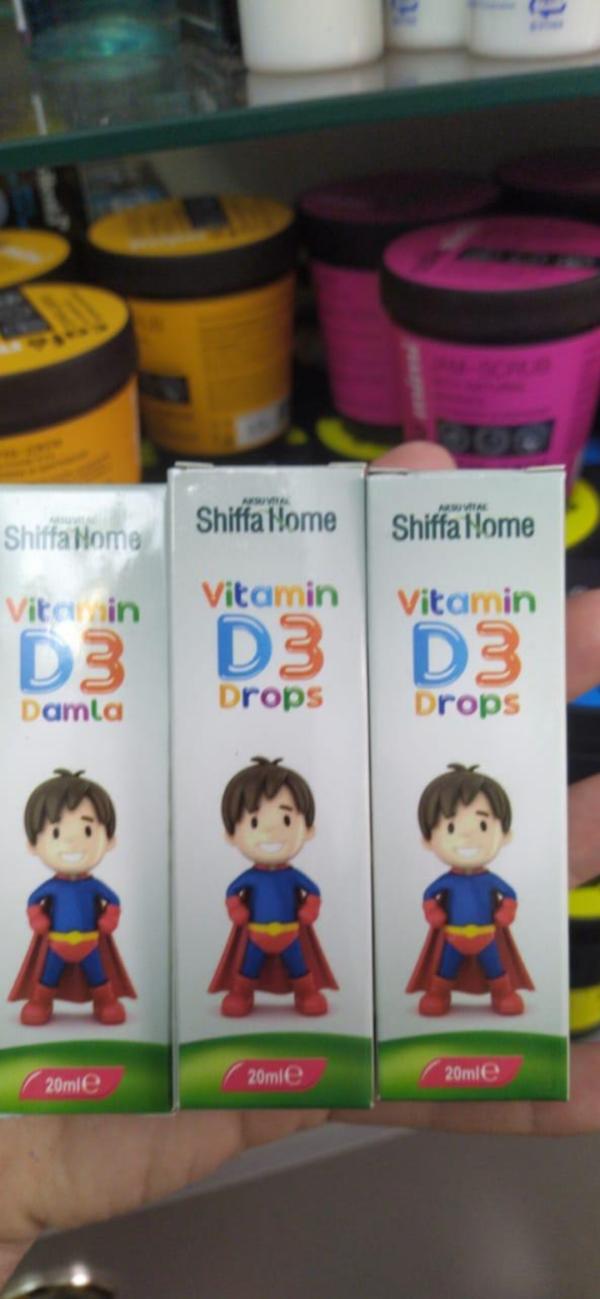 AKSU VITAL
Shiffa Home
Vitamin
D3
Damla
20ml e
AKSU VITAL
Shiffa Home
Vitamin
D3
Drops
20ml e
AKSU VITAL
Shiffa Home
Vitamin
D3
Drops
20ml e